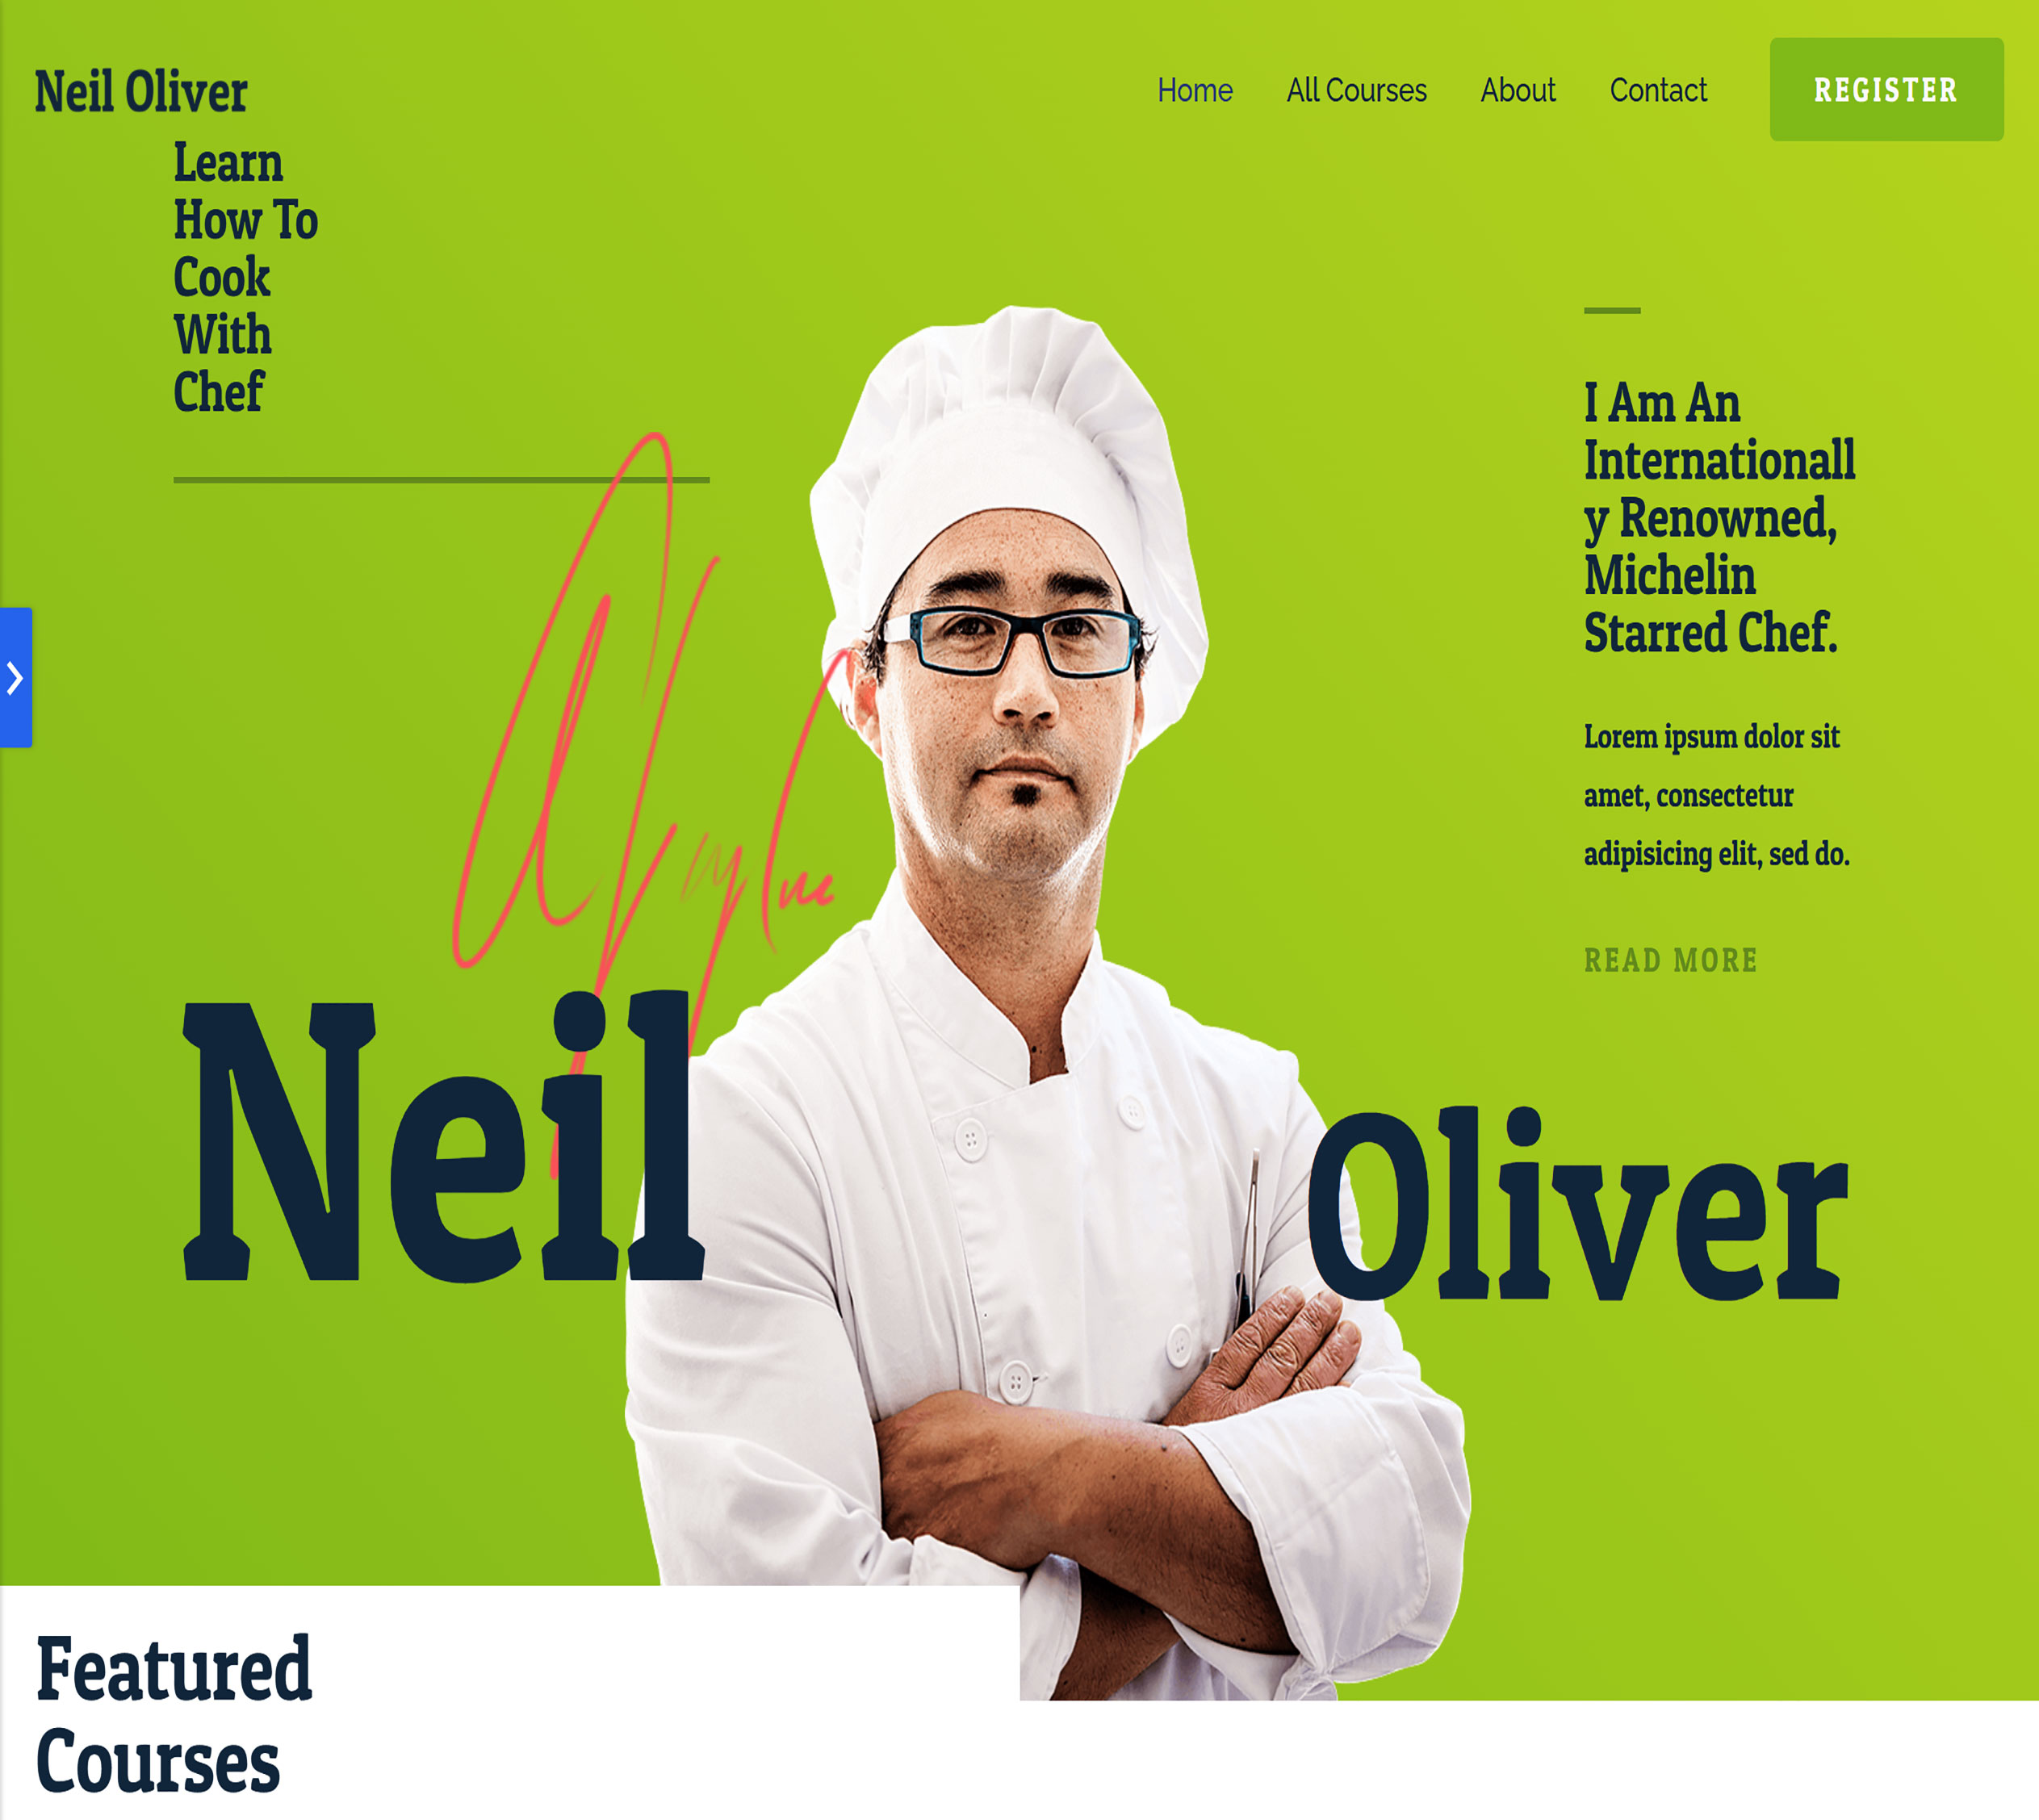 Neil Oliver
Home
All Courses
About
Contact
REGISTER
Learn
How To
Cook
With
Chef
I Am An
Internationall
y Renowned,
Michelin
Starred Chef.
Lorem ipsum dolor sit
amet, consectetur
adipisicing elit, sed do.
READ MORE
Neil
Oliver
Featured
Courses